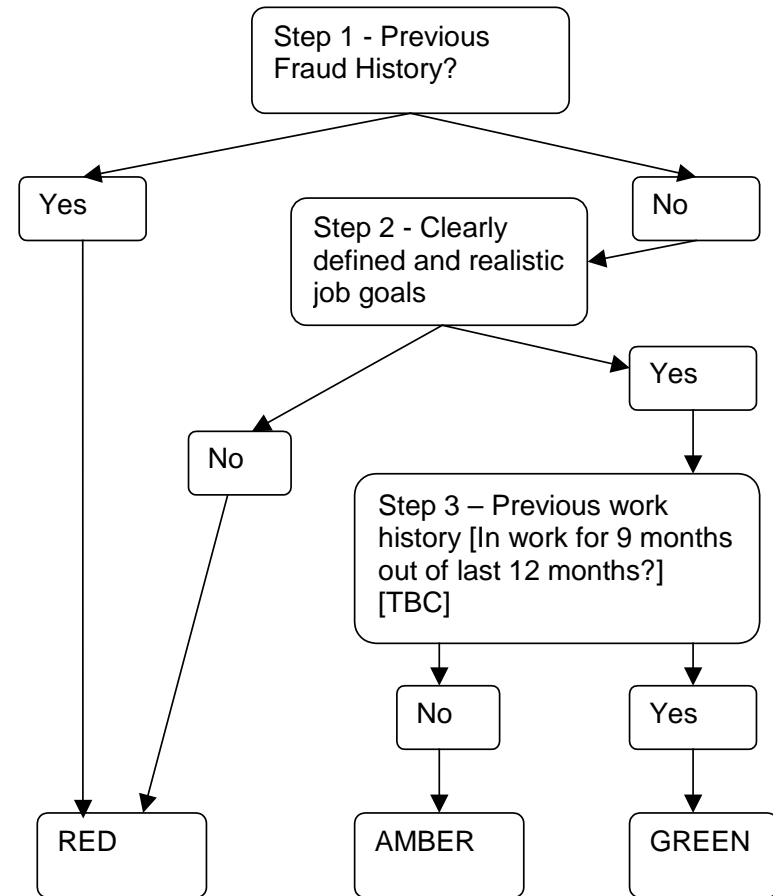 Step 1 - Previous
Fraud History?
Yes
No
Step 2 - Clearly
defined and realistic
job goals
Yes
No
Step 3 – Previous work
history [In work for 9 months
out of last 12 months?]
[TBC]
No
Yes
RED
AMBER
GREEN